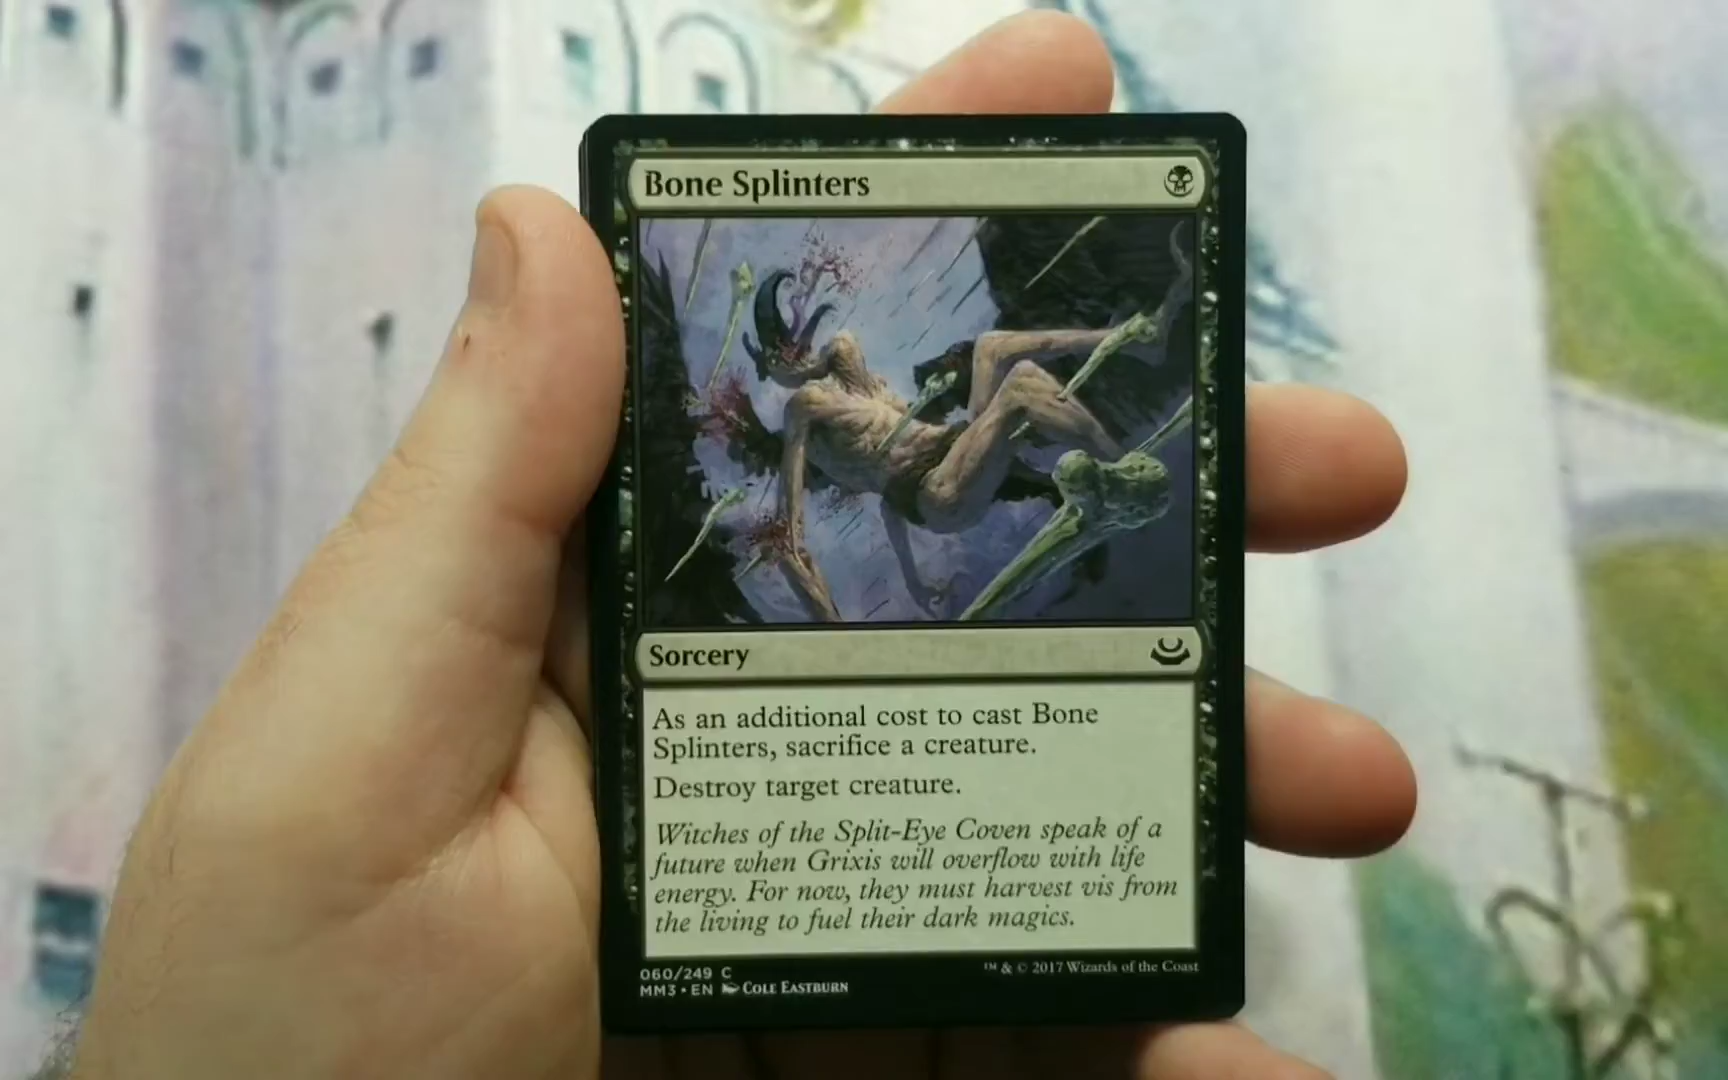 Bone Splinters
Sorcery
As an additional cost to cast Bone
Splinters, sacrifice a creature.
Destroy target creature.
Witches of the Split-Eye Coven speak of a
future when Grixis will overflow with life
energy. For now, they must harvest vis from
the living to fuel their dark magics.
060/249 C
™ & © 2017 Wizards of the Coast
MM3 • EN Cole Eastburn